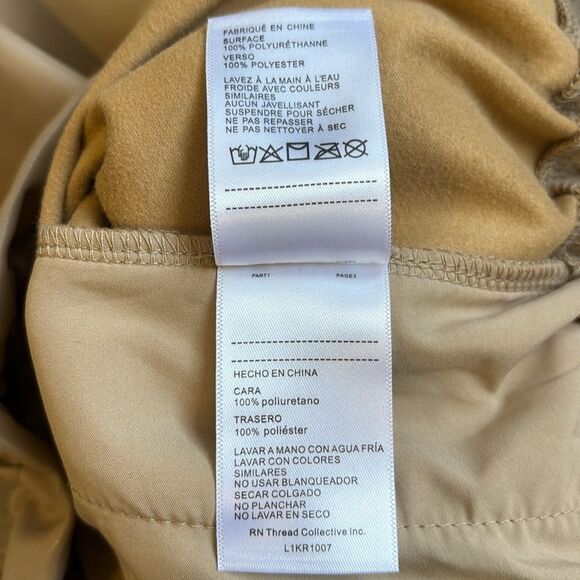 FABRIQUÉ EN CHINE
SURFACE
100% POLYURÉTHANNE
VERSO
100% POLYESTER
LAVEZ À LA MAIN À L'EAU
FROIDE AVEC COULEURS
SIMILAIRES
AUCUN JAVELLISANT
SUSPENDRE POUR SÉCHER
NE PAS REPASSER
NE PAS NETTOYER À SEC
PART1 PAGE3
HECHO EN CHINA
CARA
100% poliuretano
TRASERO
100% poliéster
LAVAR A MANO CON AGUA FRÍA
LAVAR CON COLORES
SIMILARES
NO USAR BLANQUEADOR
SECAR COLGADO
NO PLANCHAR
NO LAVAR EN SECO
RN Thread Collective Inc.
L1KR1007